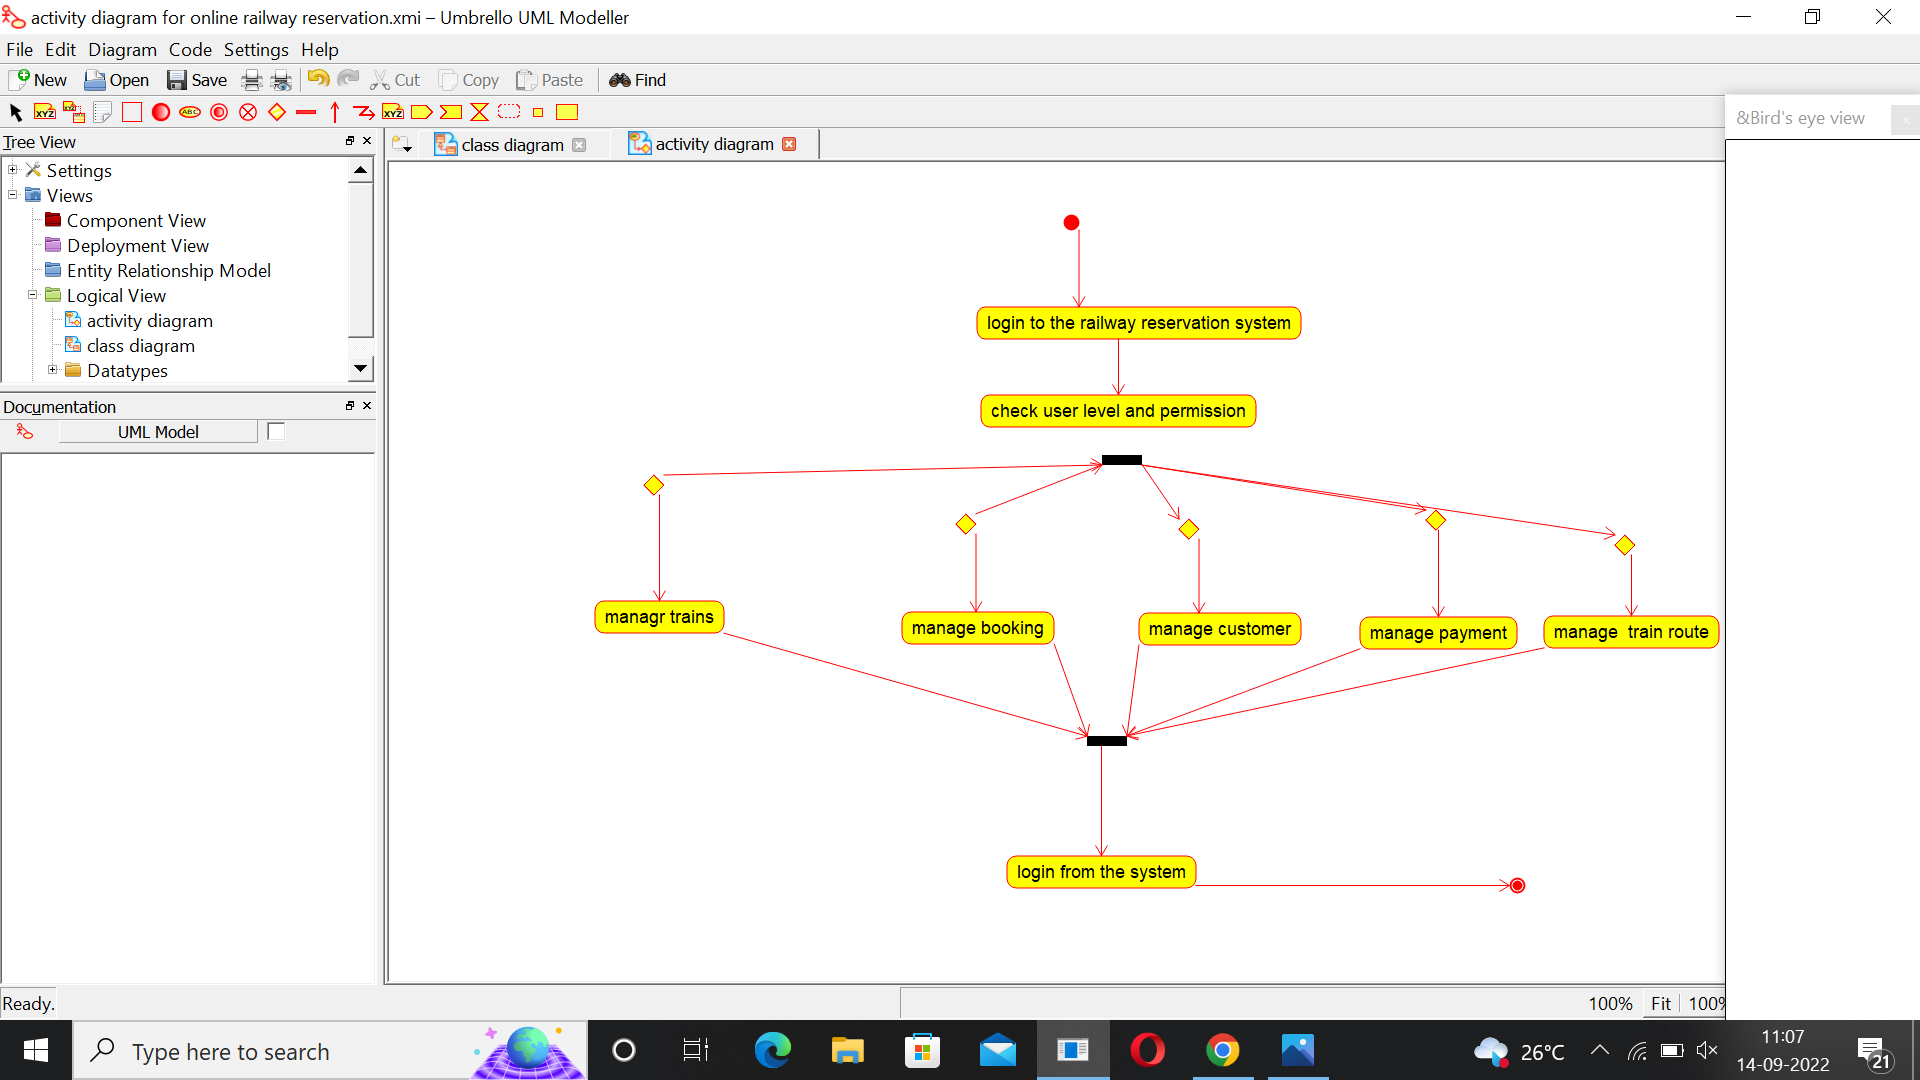 activity diagram for online railway reservation.xmi – Umbrello UML Modeller
File Edit Diagram Code Settings Help
New Open Save Cut Copy Paste Find
XYZ ABC XYZ
Tree View
class diagram
activity diagram
&Bird's eye view
Settings
Views
Component View
Deployment View
Entity Relationship Model
Logical View
activity diagram
class diagram
Datatypes
Documentation
UML Model
login to the railway reservation system
check user level and permission
managr trains
manage booking
manage customer
manage payment
manage  train route
login from the system
Ready.
100% Fit 100%
Type here to search
26°C
11:07
14-09-2022
21